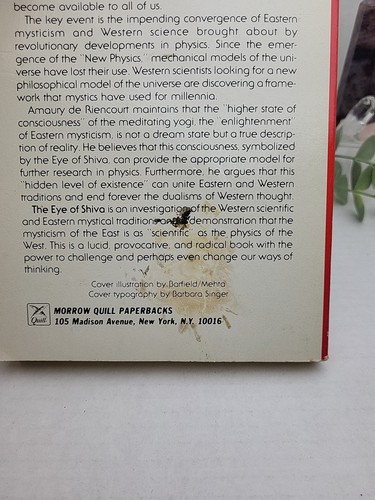 become available to all of us.
The key event is the impending convergence of Eastern
mysticism and Western science brought about by
revolutionary developments in physics. Since the emer-
gence of the "New Physics," mechanical models of the uni-
verse have lost their use. Western scientists looking for a new
philosophical model of the universe are discovering a frame-
work that mystics have used for millennia.
Amaury de Riencourt maintains that the "higher state of
consciousness" of the meditating yogi, the "enlightenment"
of Eastern mysticism, is not a dream state but a true descrip-
tion of reality. He believes that this consciousness, symbolized
by the Eye of Shiva, can provide the appropriate model for
further research in physics. Furthermore, he argues that this
"hidden level of existence" can unite Eastern and Western
traditions and end forever the dualisms of Western thought.
The Eye of Shiva is an investigation of the Western scientific
and Eastern mystical traditions and demonstration that the
mysticism of the East is as "scientific" as the physics of the
West. This is a lucid, provocative, and radical book with the
power to challenge and perhaps even change our ways of
thinking.
Cover illustration by Barfield/Mehta
Cover typography by Barbara Singer
Quill
MORROW QUILL PAPERBACKS
105 Madison Avenue, New York, N.Y. 10016